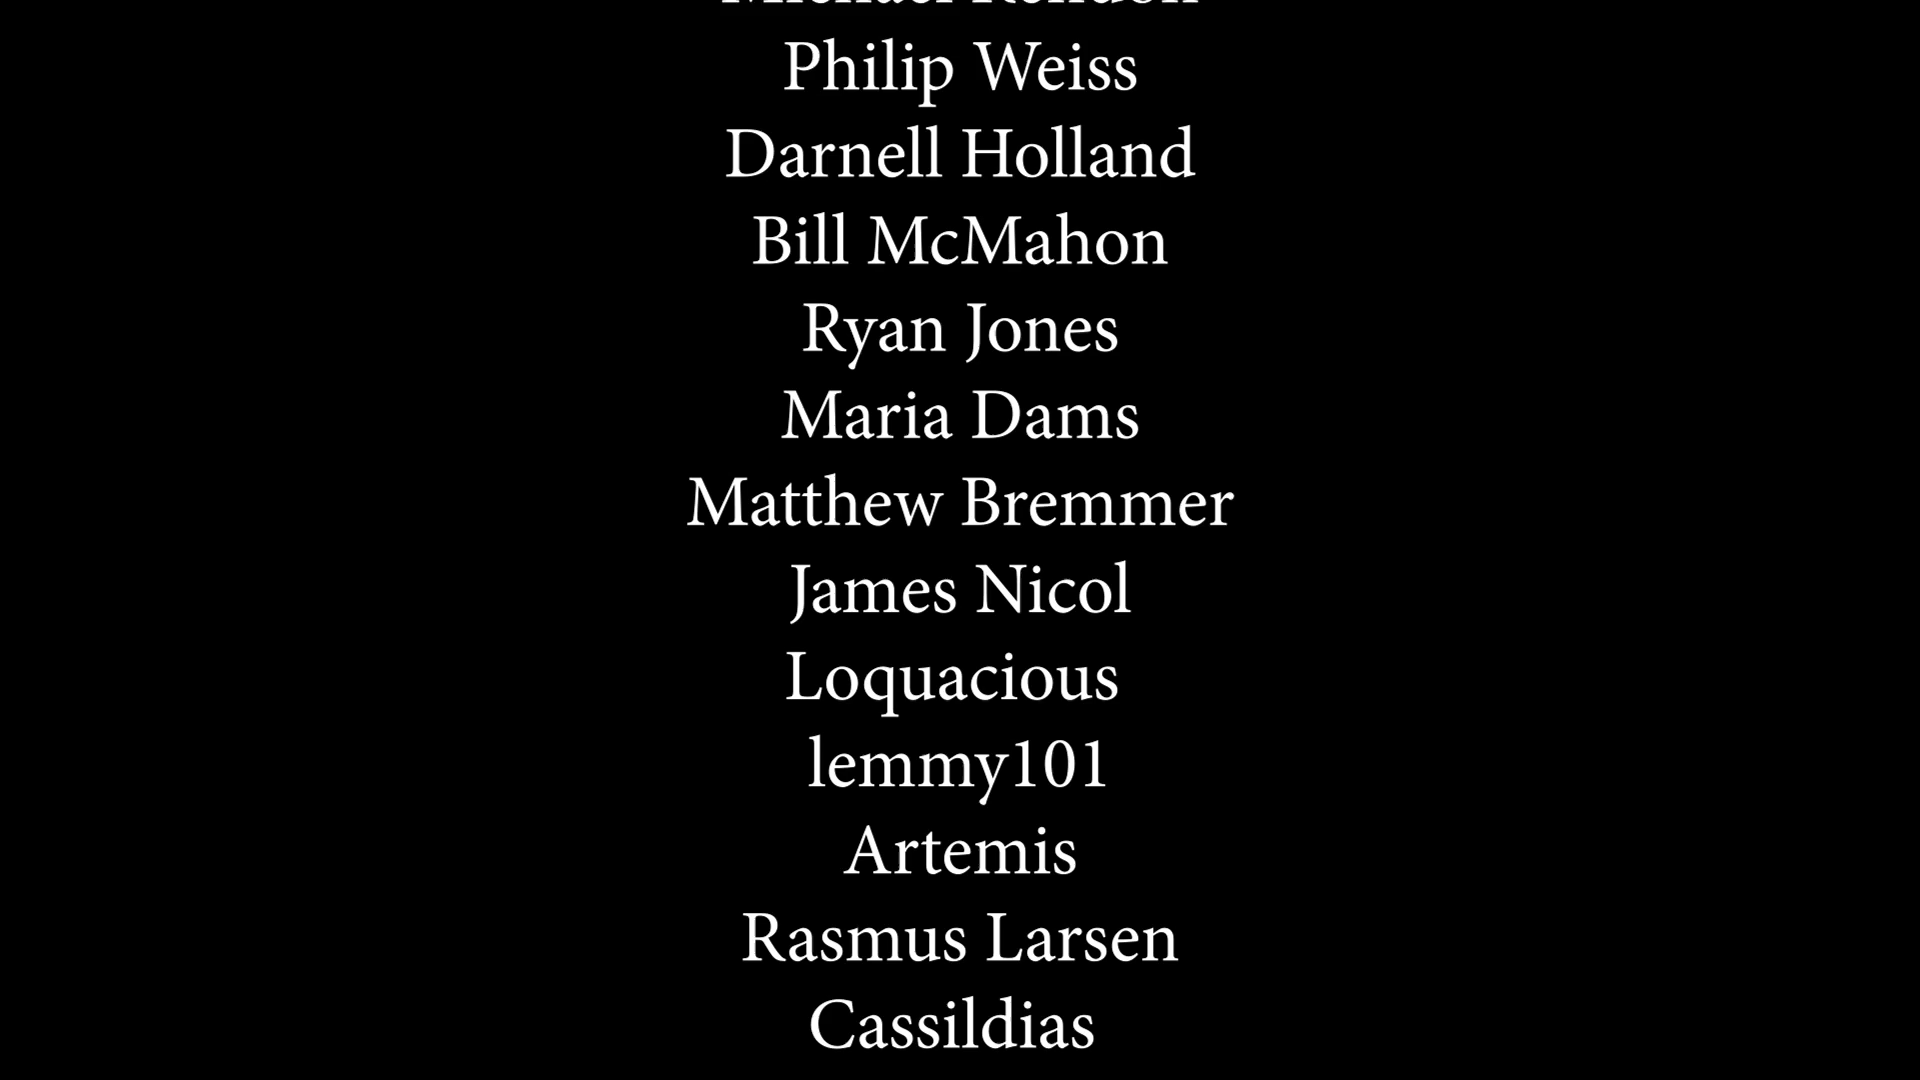 Philip Weiss
Darnell Holland
Bill McMahon
Ryan Jones
Maria Dams
Matthew Bremmer
James Nicol
Loquacious
lemmy101
Artemis
Rasmus Larsen
Cassildias